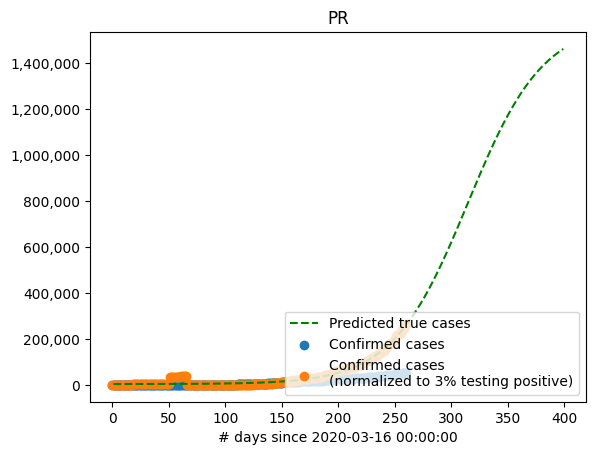 PR
1,400,000
1,200,000
1,000,000
800,000
600,000
400,000
200,000
0
Predicted true cases
Confirmed cases
Confirmed cases
(normalized to 3% testing positive)
0 50 100 150 200 250 300 350 400
# days since 2020-03-16 00:00:00